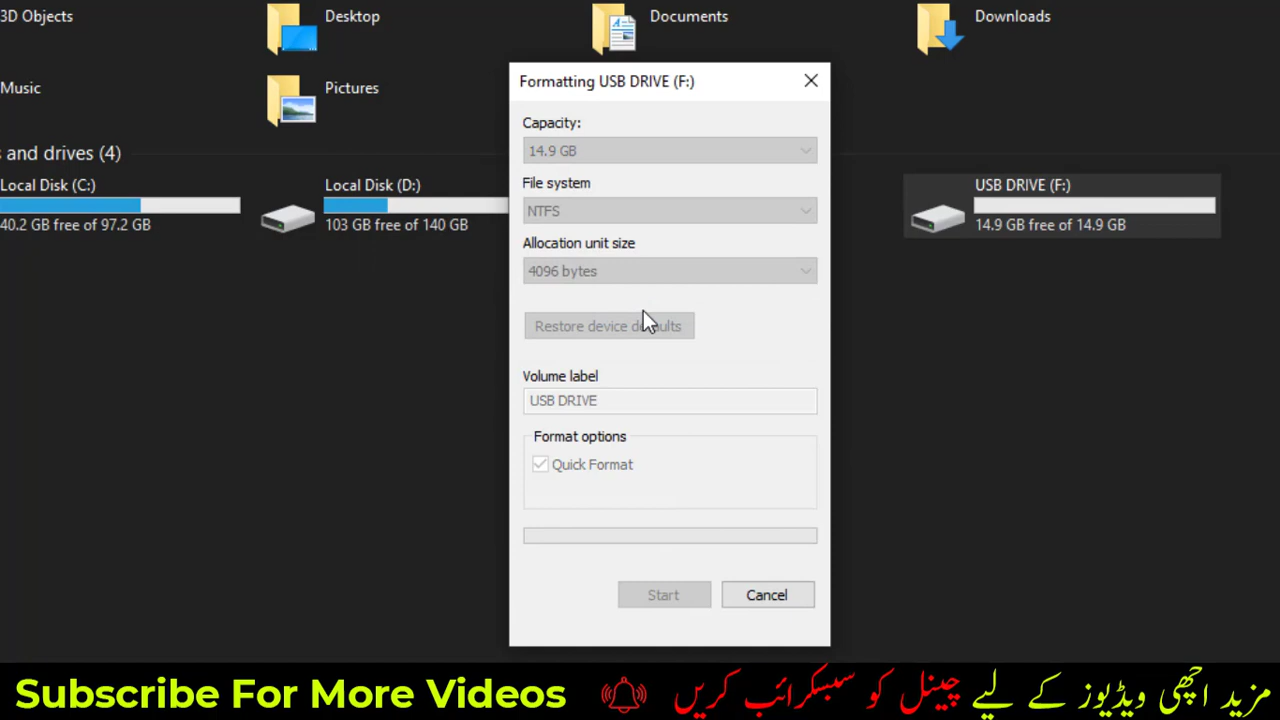 3D Objects
Desktop
Documents
Downloads
Music
Pictures
s and drives (4)
Local Disk (C:)
40.2 GB free of 97.2 GB
Local Disk (D:)
103 GB free of 140 GB
USB DRIVE (F:)
14.9 GB free of 14.9 GB
Formatting USB DRIVE (F:)
Capacity:
14.9 GB
File system
NTFS
Allocation unit size
4096 bytes
Restore device defaults
Volume label
USB DRIVE
Format options
Quick Format
Start
Cancel
Subscribe For More Videos
مزید اچھی ویڈیوز کے لیے چینل کو سبسکرائب کریں